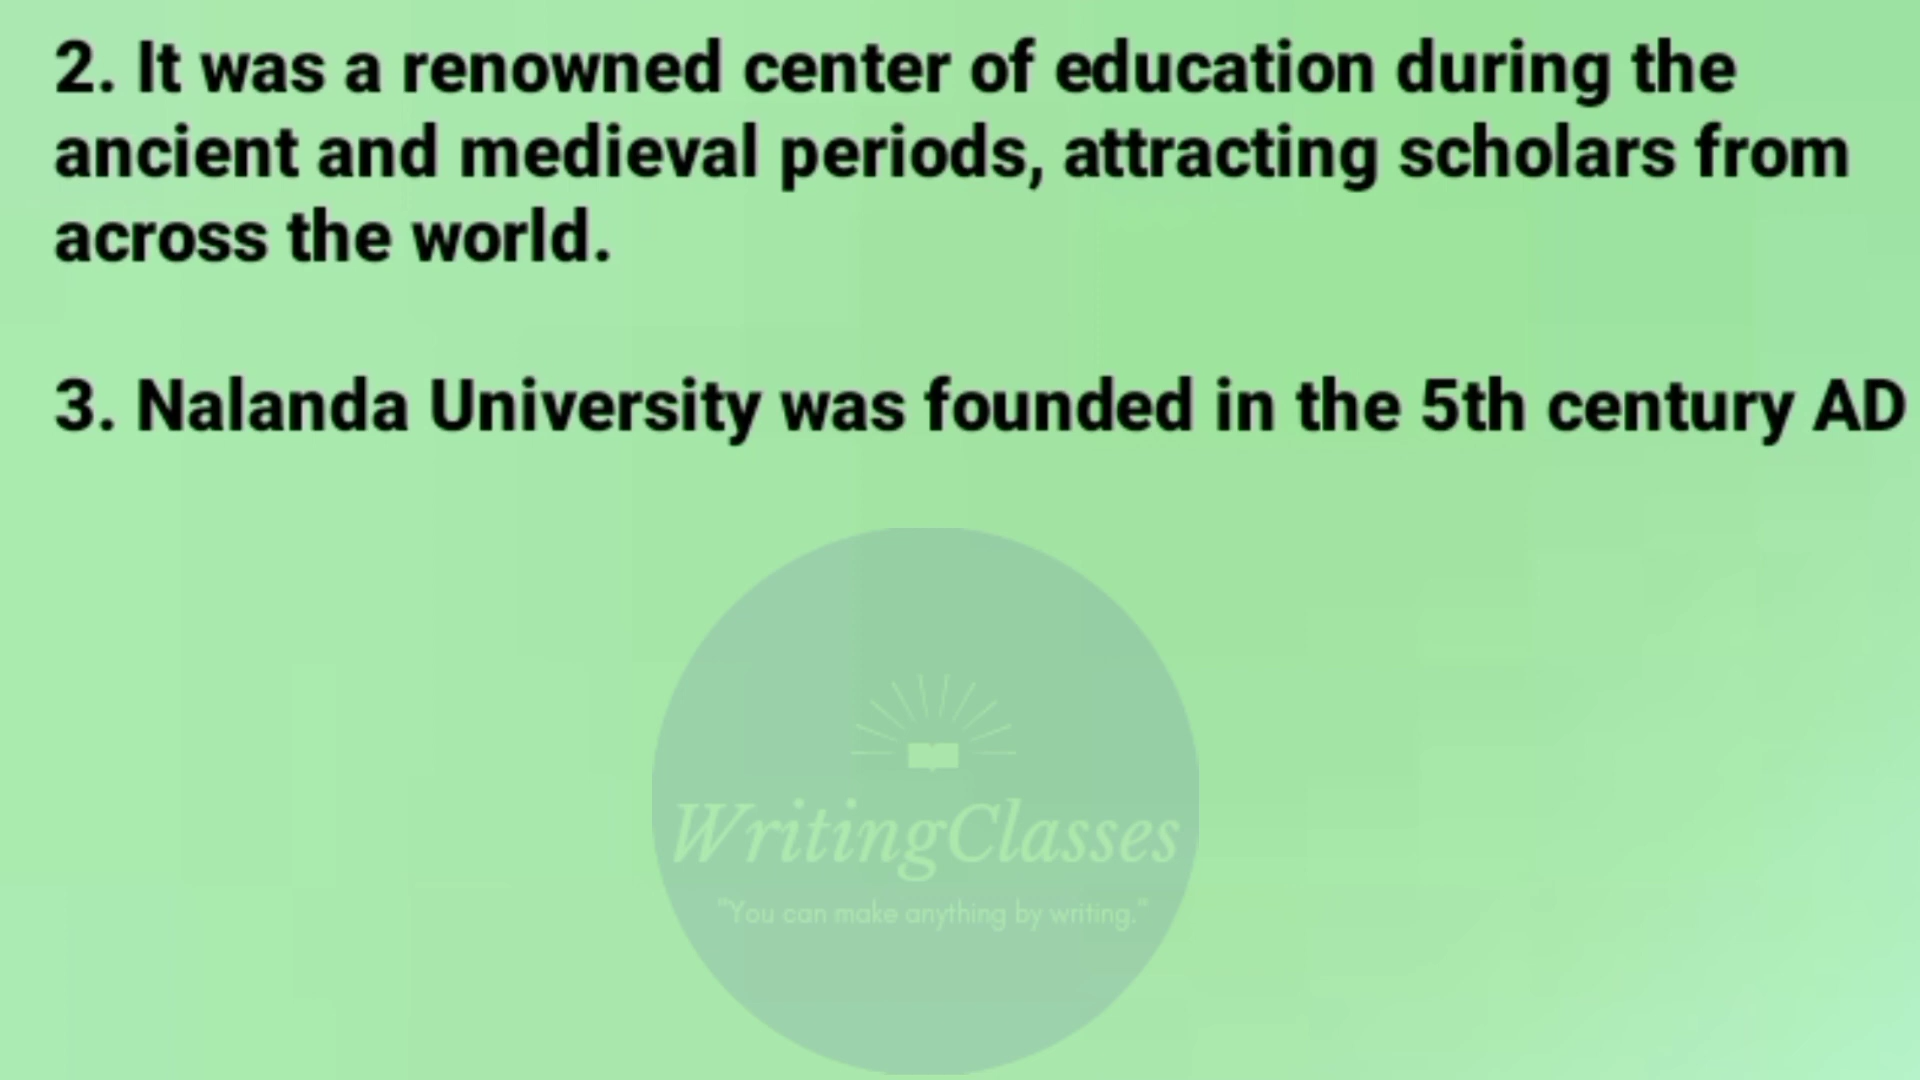 2. It was a renowned center of education during the
ancient and medieval periods, attracting scholars from
across the world.
3. Nalanda University was founded in the 5th century AD
WritingClasses
"You can make anything by writing."